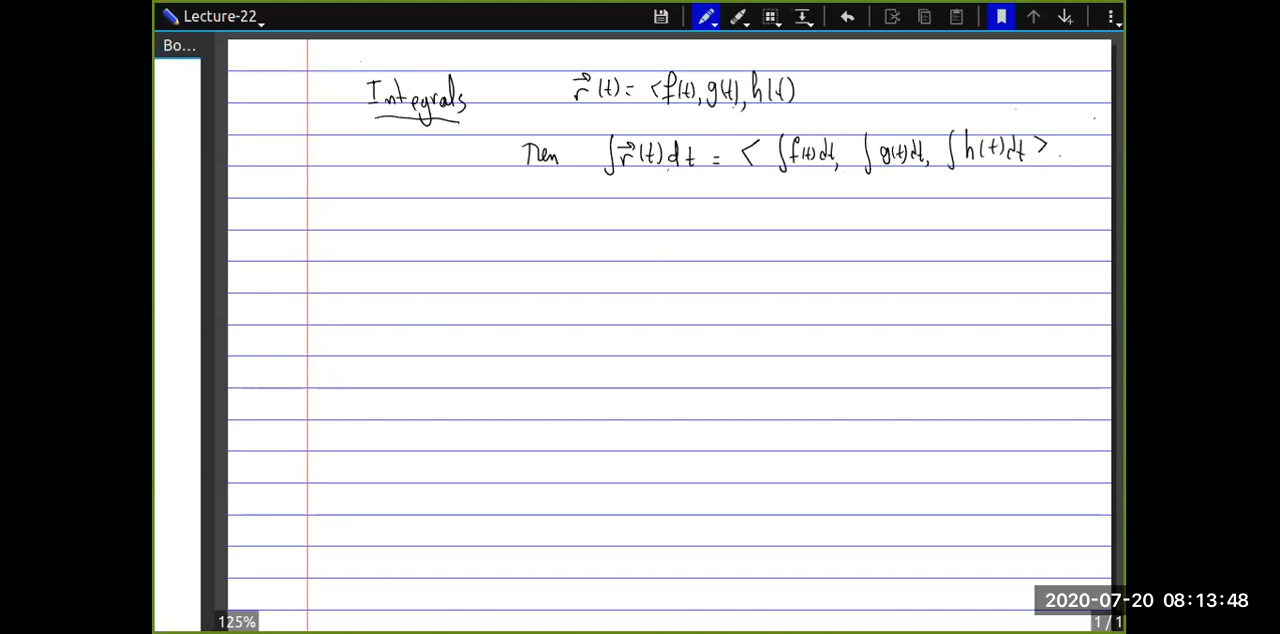 Lecture-22
Bo...
Integrals r⃗(t) = <f(t), g(t), h(t)
Then ∫r⃗(t)dt = < ∫f(t)dt, ∫g(t)dt, ∫h(t)dt >.
2020-07-20 08:13:48
125%
1/1